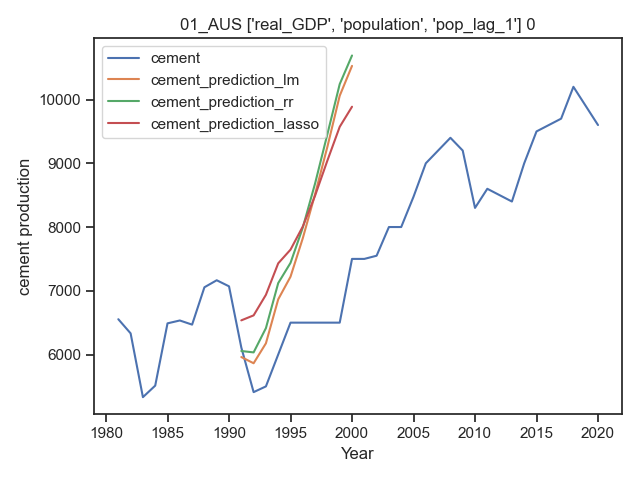 01_AUS ['real_GDP', 'population', 'pop_lag_1'] 0
cement
cement_prediction_lm
cement_prediction_rr
cement_prediction_lasso
cement production
10000
9000
8000
7000
6000
1980 1985 1990 1995 2000 2005 2010 2015 2020
Year